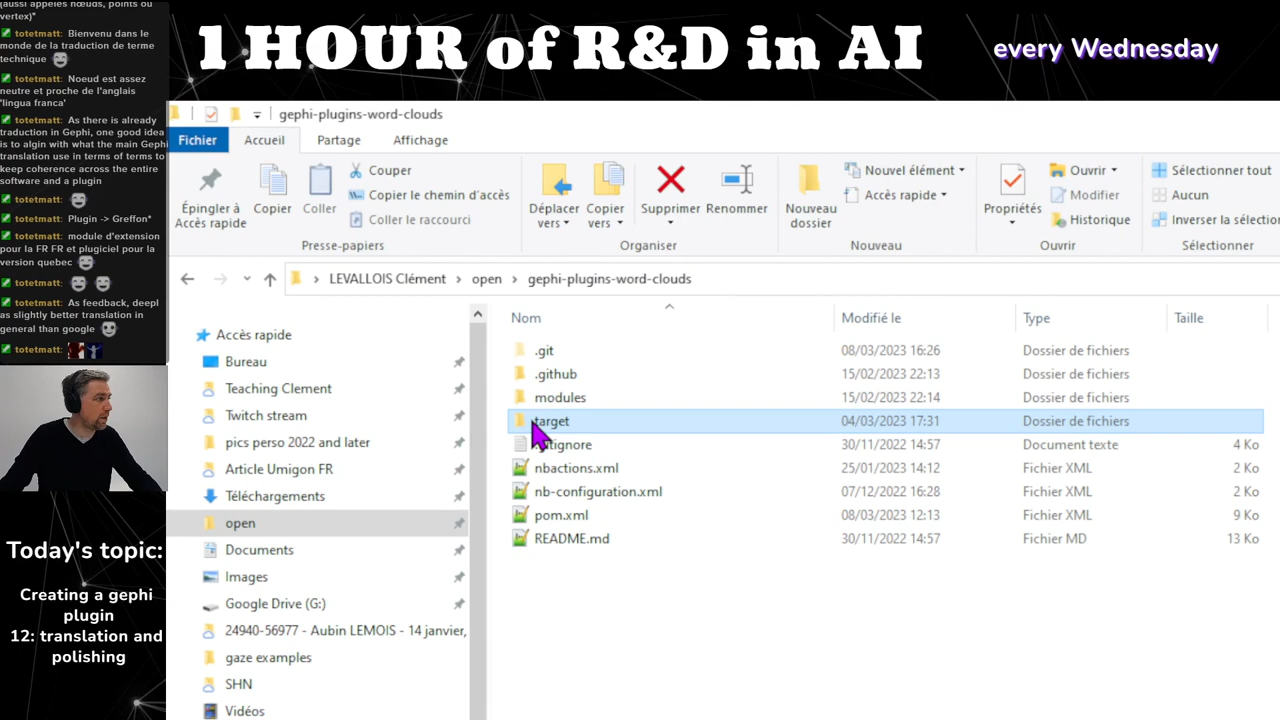 (aussi appelés nœuds, points ou
vertex)*
totetmatt: Bienvenu dans le
monde de la traduction de terme
technique
totetmatt: Noeud est assez
neutre et proche de l'anglais
'lingua franca'
totetmatt: As there is already
traduction in Gephi, one good idea
is to algin with what the main Gephi
translation use in terms of terms to
keep coherence across the entire
software and a plugin
totetmatt:
totetmatt: Plugin -> Greffon*
totetmatt: module d'extension
pour la FR FR et plugiciel pour la
version quebec
totetmatt:
totetmatt: As feedback, deepl
as slightly better translation in
general than google
totetmatt:
1 HOUR of R&D in AI
every Wednesday
gephi-plugins-word-clouds
Fichier
Accueil
Partage
Affichage
Épingler à
Accès rapide
Copier
Coller
Couper
Copier le chemin d'accès
Coller le raccourci
Presse-papiers
Déplacer
vers
Copier
vers
Supprimer
Renommer
Organiser
Nouveau
dossier
Nouvel élément
Accès rapide
Nouveau
Propriétés
Ouvrir
Modifier
Historique
Ouvrir
Sélectionner tout
Aucun
Inverser la sélection
Sélectionner
LEVALLOIS Clément > open > gephi-plugins-word-clouds
Accès rapide
Bureau
Teaching Clement
Twitch stream
pics perso 2022 and later
Article Umigon FR
Téléchargements
open
Documents
Images
Google Drive (G:)
24940-56977 - Aubin LEMOIS - 14 janvier,
gaze examples
SHN
Vidéos
Nom Modifié le Type Taille
.git 08/03/2023 16:26 Dossier de fichiers
.github 15/02/2023 22:13 Dossier de fichiers
modules 15/02/2023 22:14 Dossier de fichiers
target 04/03/2023 17:31 Dossier de fichiers
.gitignore 30/11/2022 14:57 Document texte 4 Ko
nbactions.xml 25/01/2023 14:12 Fichier XML 2 Ko
nb-configuration.xml 07/12/2022 16:28 Fichier XML 2 Ko
pom.xml 08/03/2023 12:13 Fichier XML 9 Ko
README.md 30/11/2022 14:57 Fichier MD 13 Ko
Today's topic:
Creating a gephi
plugin
12: translation and
polishing